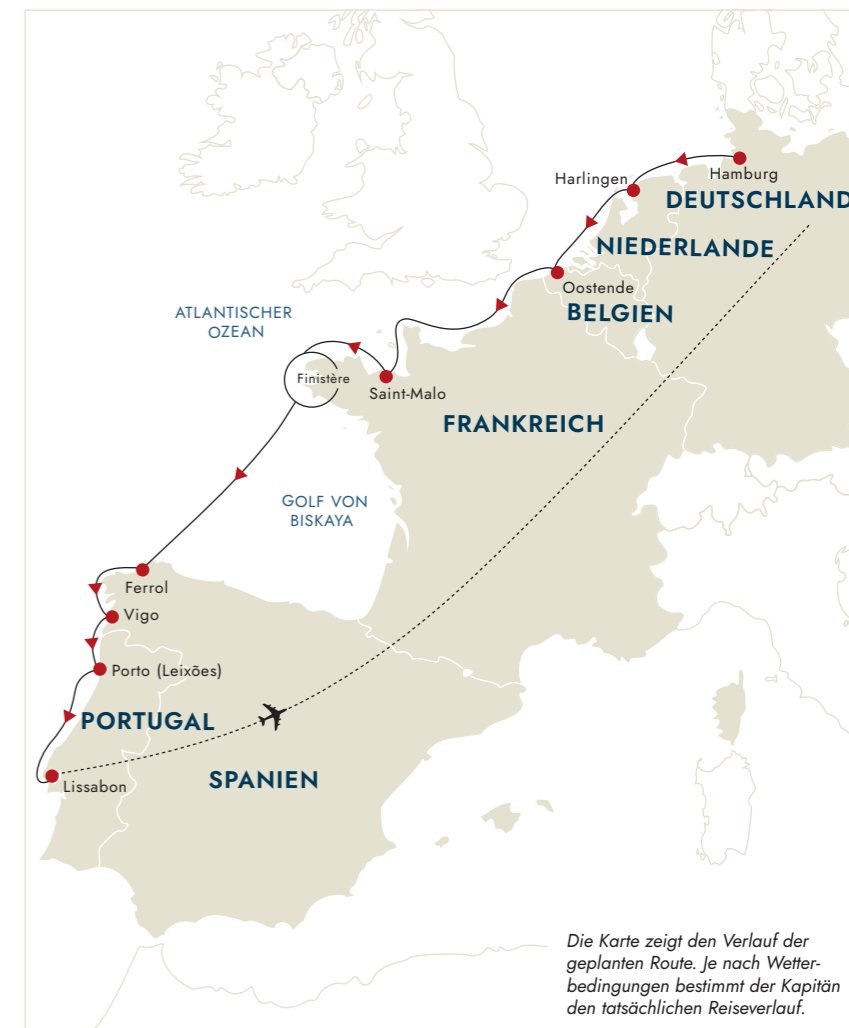 Hamburg
Harlingen
DEUTSCHLAND
NIEDERLANDE
Oostende
BELGIEN
ATLANTISCHER
OZEAN
Finistère
Saint-Malo
FRANKREICH
GOLF VON
BISKAYA
Ferrol
Vigo
Porto (Leixões)
PORTUGAL
SPANIEN
Lissabon
Die Karte zeigt den Verlauf der
geplanten Route. Je nach Wetter-
bedingungen bestimmt der Kapitän
den tatsächlichen Reiseverlauf.